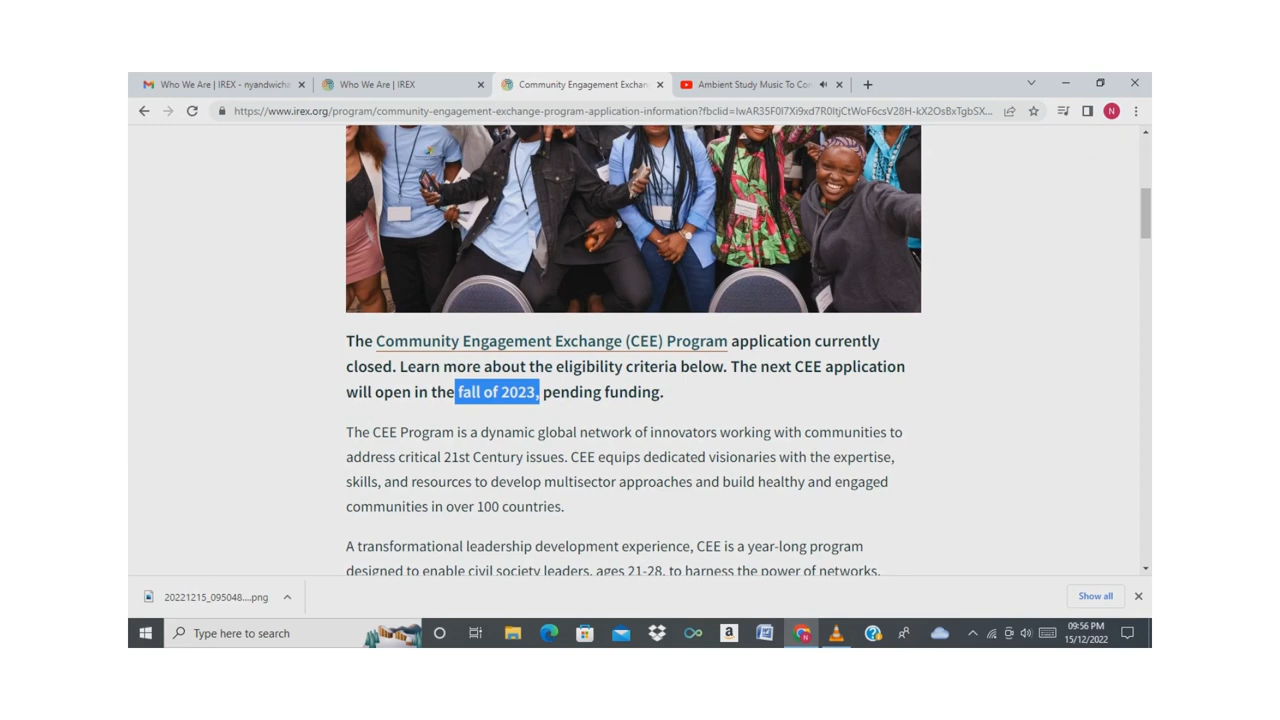 Who We Are | IREX - nyandwicha
Who We Are | IREX
Community Engagement Exchan
Ambient Study Music To Con
https://www.irex.org/program/community-engagement-exchange-program-application-information?fbclid=
N
The Community Engagement Exchange (CEE) Program application currently
closed. Learn more about the eligibility criteria below. The next CEE application
will open in the fall of 2023, pending funding.
The CEE Program is a dynamic global network of innovators working with communities to
address critical 21st Century issues. CEE equips dedicated visionaries with the expertise,
skills, and resources to develop multisector approaches and build healthy and engaged
communities in over 100 countries.
A transformational leadership development experience, CEE is a year-long program
designed to enable civil society leaders, ages 21-28, to harness the power of networks,
20221215_095048....png
Show all
Type here to search
09:56 PM
15/12/2022